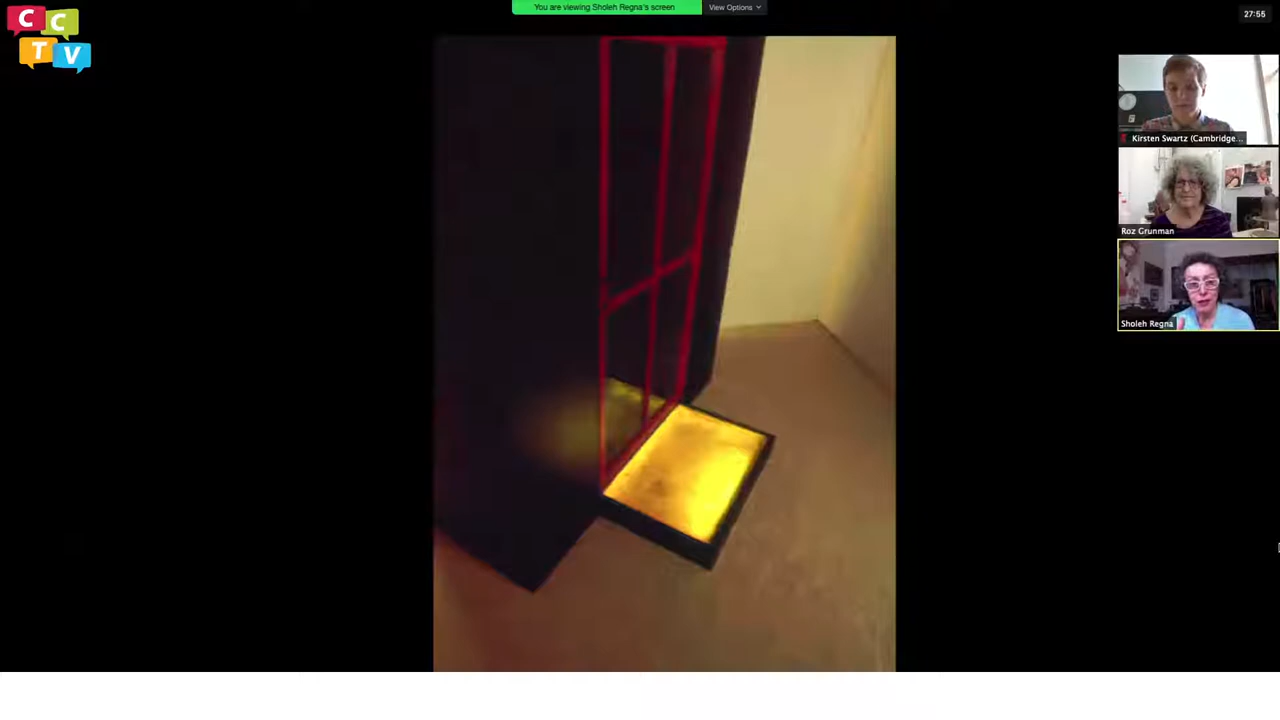 C C
T V
You are viewing Sholeh Regna's screen
View Options
27:55
Kirsten Swartz (Cambridge...
Roz Grunman
Sholeh Regna